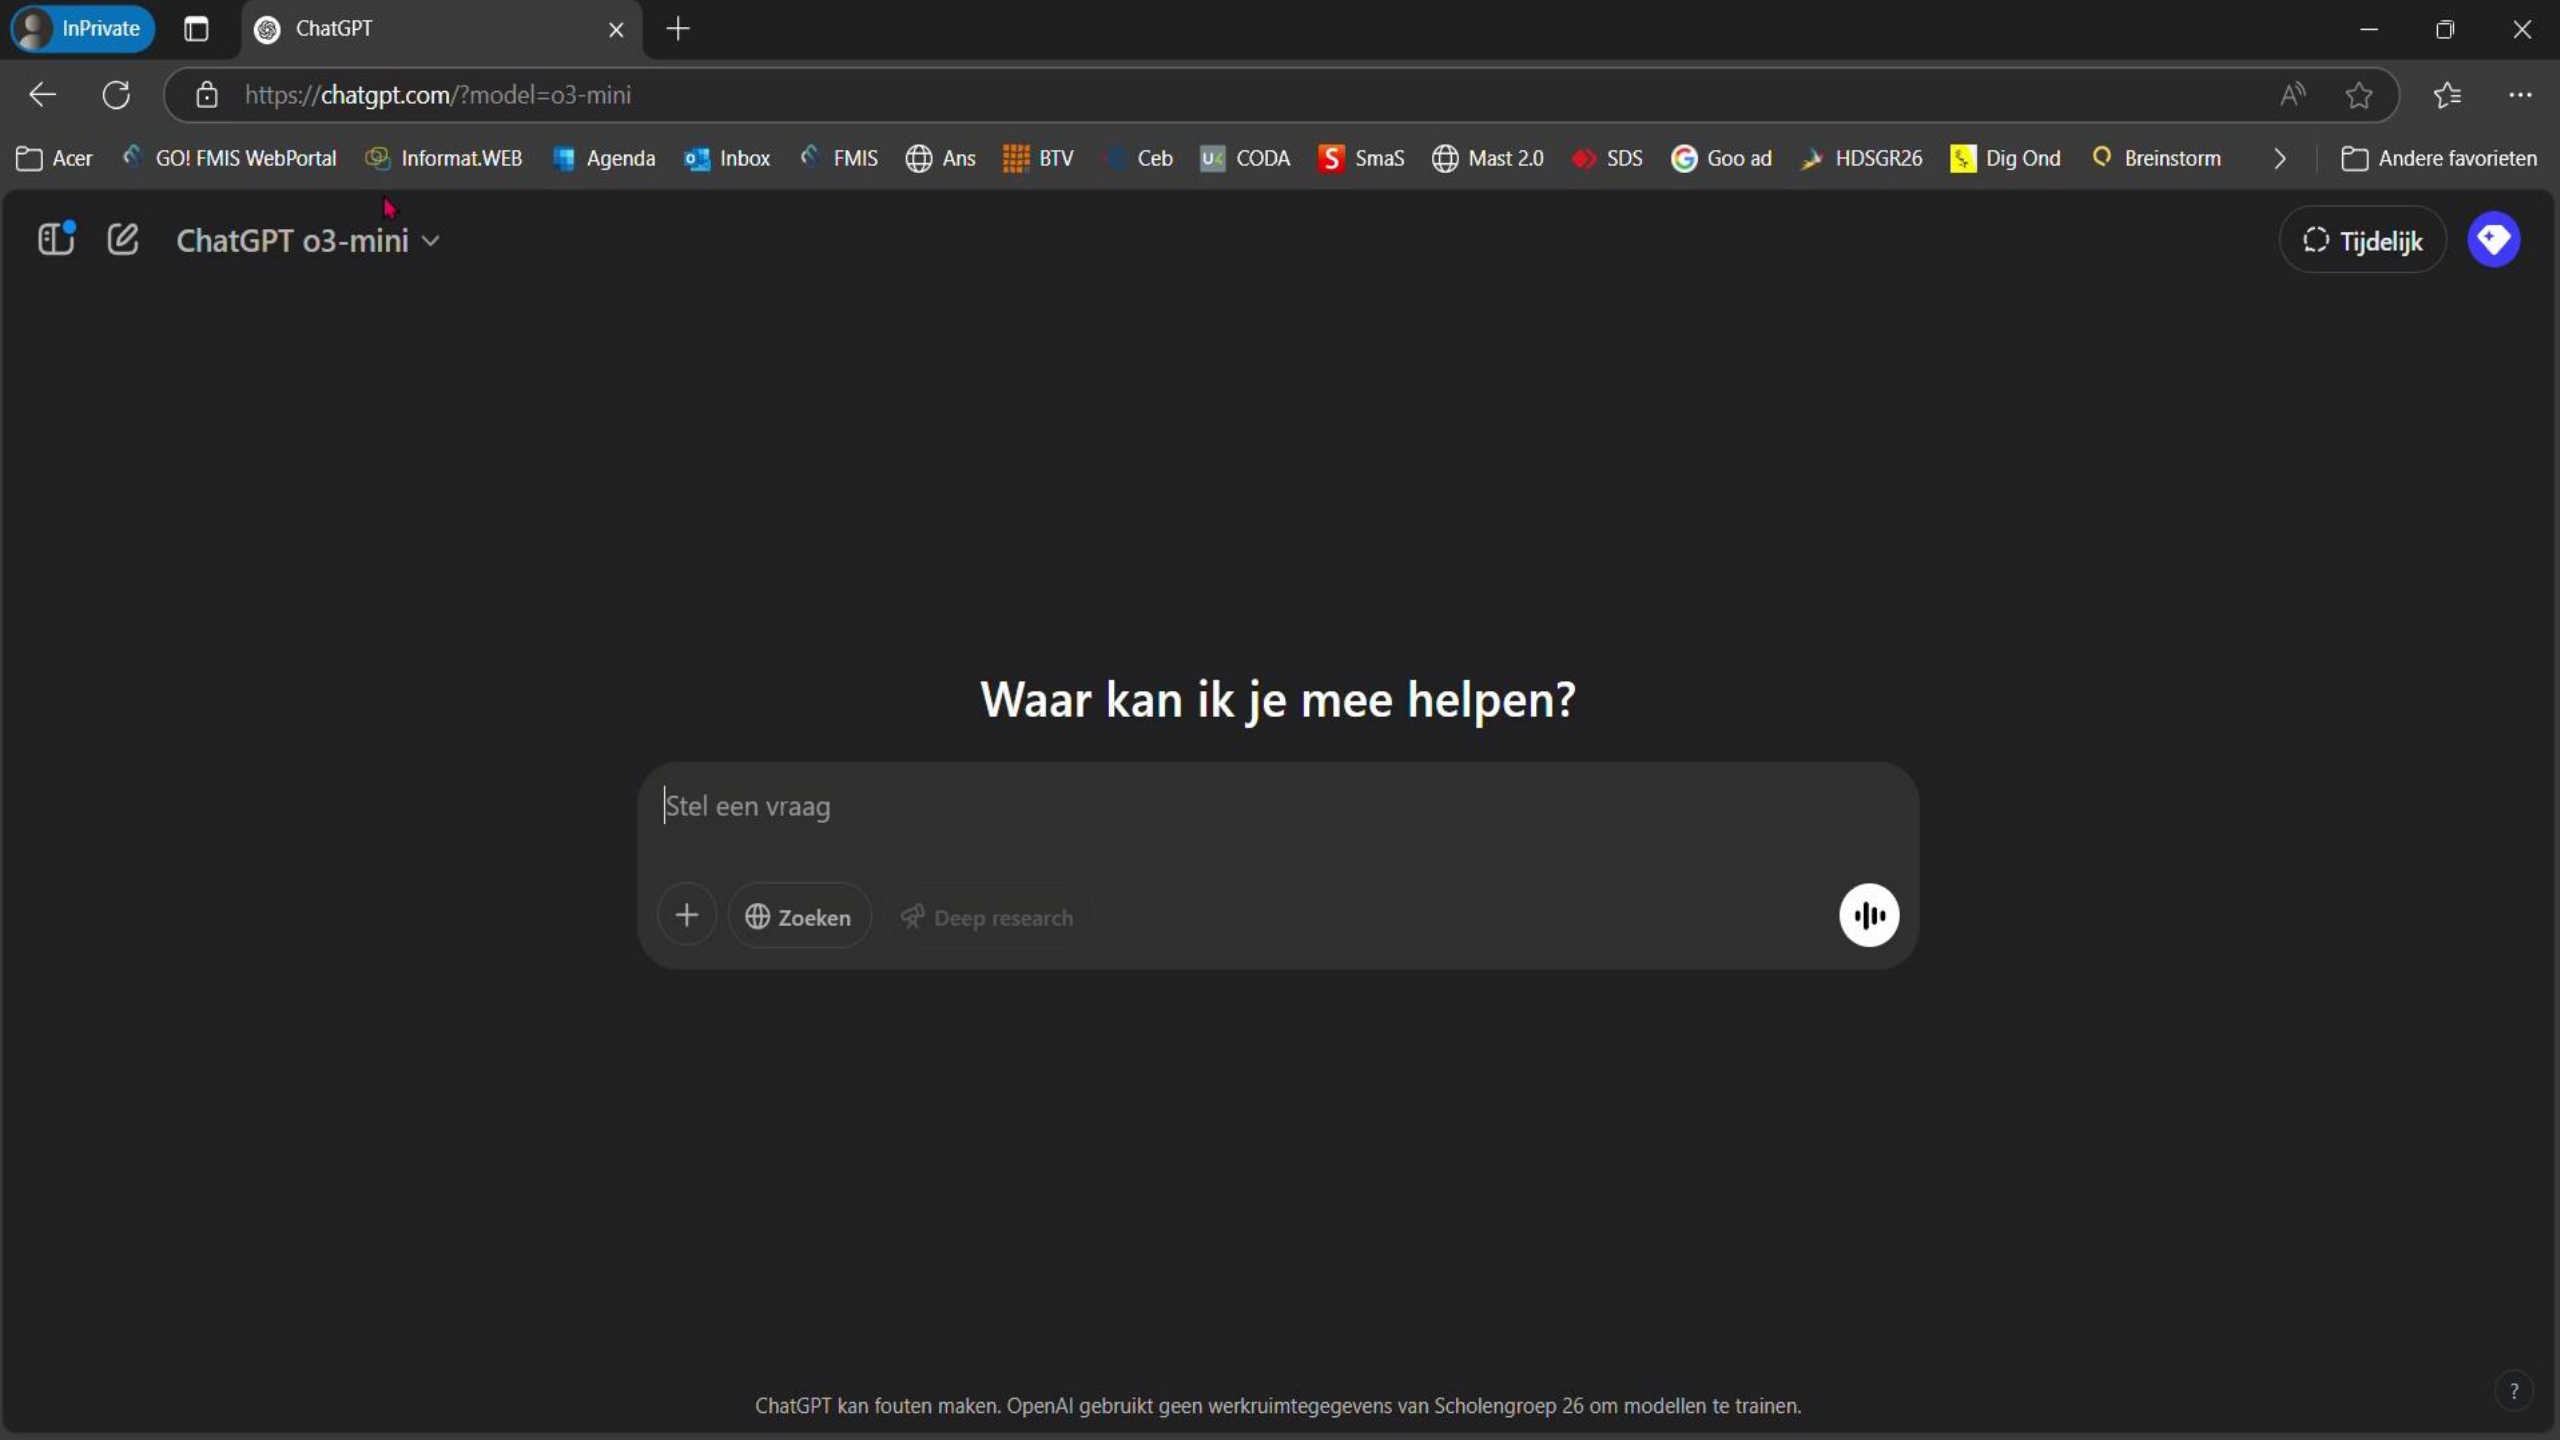 InPrivate
ChatGPT
https://chatgpt.com/?model=o3-mini
Acer GO! FMIS WebPortal Informat.WEB Agenda Inbox FMIS Ans BTV Ceb CODA SmaS Mast 2.0 SDS Goo ad HDSGR26 Dig Ond Breinstorm Andere favorieten
ChatGPT o3-mini
Tijdelijk
Waar kan ik je mee helpen?
Stel een vraag
Zoeken Deep research
ChatGPT kan fouten maken. OpenAI gebruikt geen werkruimtegegevens van Scholengroep 26 om modellen te trainen.
?